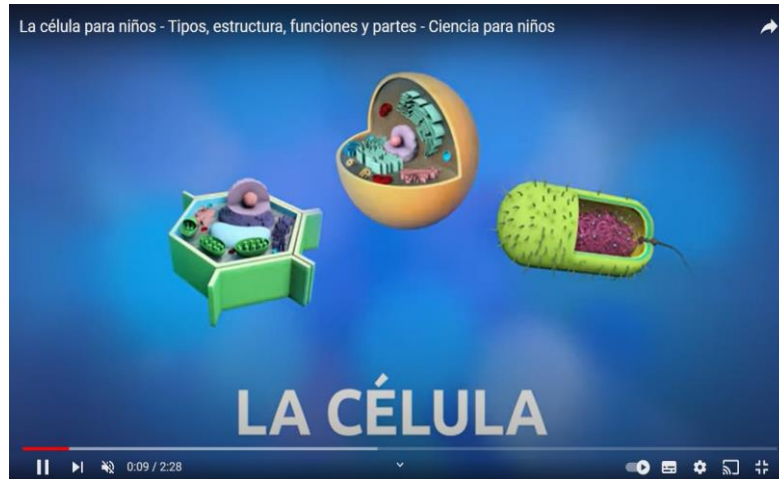 La célula para niños - Tipos, estructura, funciones y partes - Ciencia para niños
LA CÉLULA
0:09 / 2:28